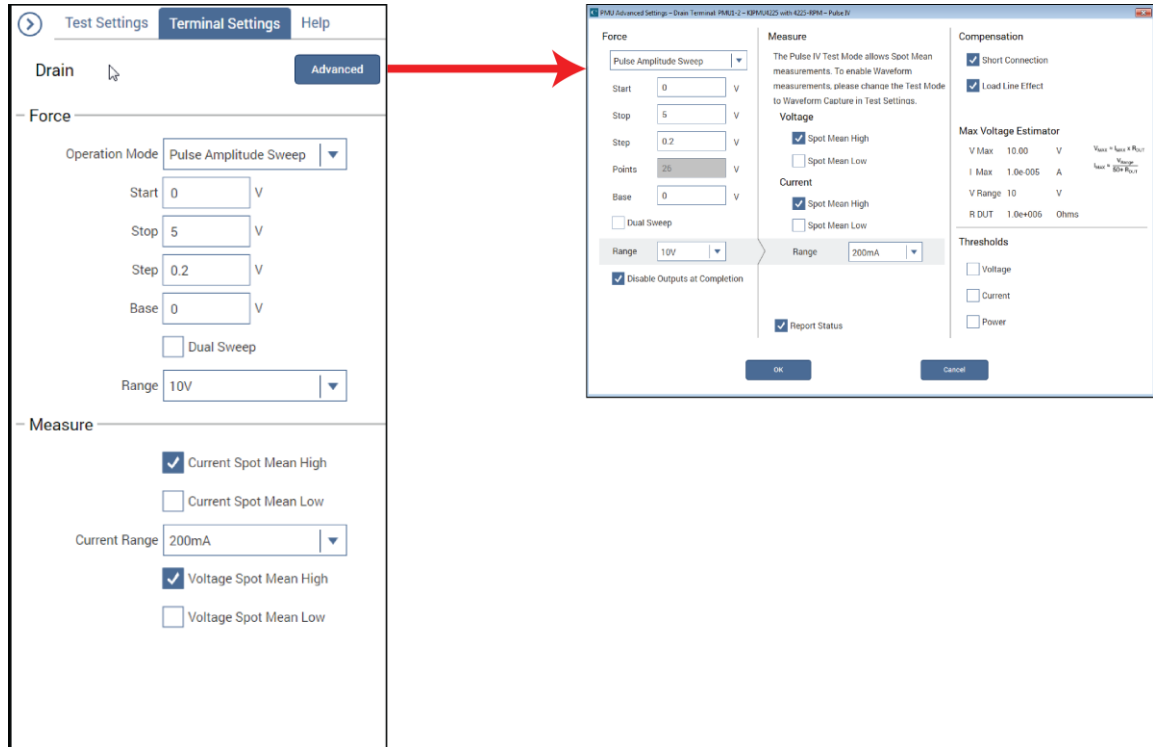 Test Settings
Terminal Settings
Help
Drain
Advanced
Force
Operation Mode Pulse Amplitude Sweep
Start 0 V
Stop 5 V
Step 0.2 V
Base 0 V
Dual Sweep
Range 10V
Measure
Current Spot Mean High
Current Spot Mean Low
Current Range 200mA
Voltage Spot Mean High
Voltage Spot Mean Low
PMU Advanced Settings - Drain Terminal: PMU1-2 - KIPMU4225 with 4225-RPM - Pulse IV
Force
Pulse Amplitude Sweep
Start 0 V
Stop 5 V
Step 0.2 V
Points 26 V
Base 0 V
Dual Sweep
Range 10V
Disable Outputs at Completion
Measure
The Pulse IV Test Mode allows Spot Mean
measurements. To enable Waveform
measurements, please change the Test Mode
to Waveform Capture in Test Settings.
Voltage
Spot Mean High
Spot Mean Low
Current
Spot Mean High
Spot Mean Low
Range 200mA
Report Status
Compensation
Short Connection
Load Line Effect
Max Voltage Estimator
V Max 10.00 V
I Max 1.0e-005 A
V Range 10 V
R DUT 1.0e+006 Ohms
Thresholds
Voltage
Current
Power
OK
Cancel